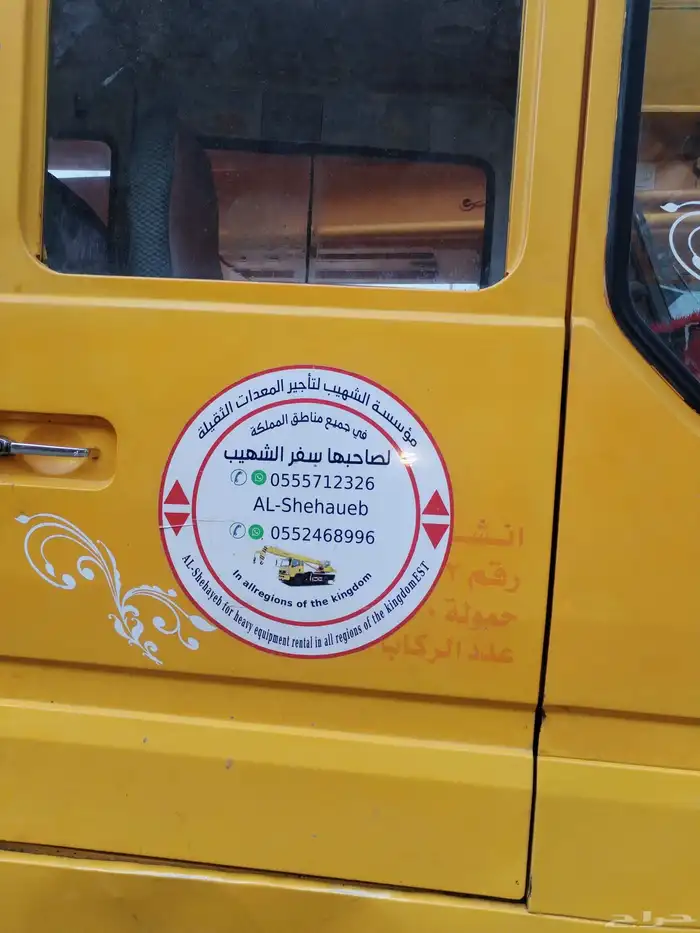 مؤسسة الشهيب لتأجير المعدات الثقيلة
في جميع مناطق المملكة
لصاحبها سفر الشهيب
0555712326
AL-Shehaueb
0552468996
In allregions of the kingdom
AL-Shehayeb for heavy equipment rental in all regions of the kingdomEST
رقم
حمولة
عدد الركاب
حراج